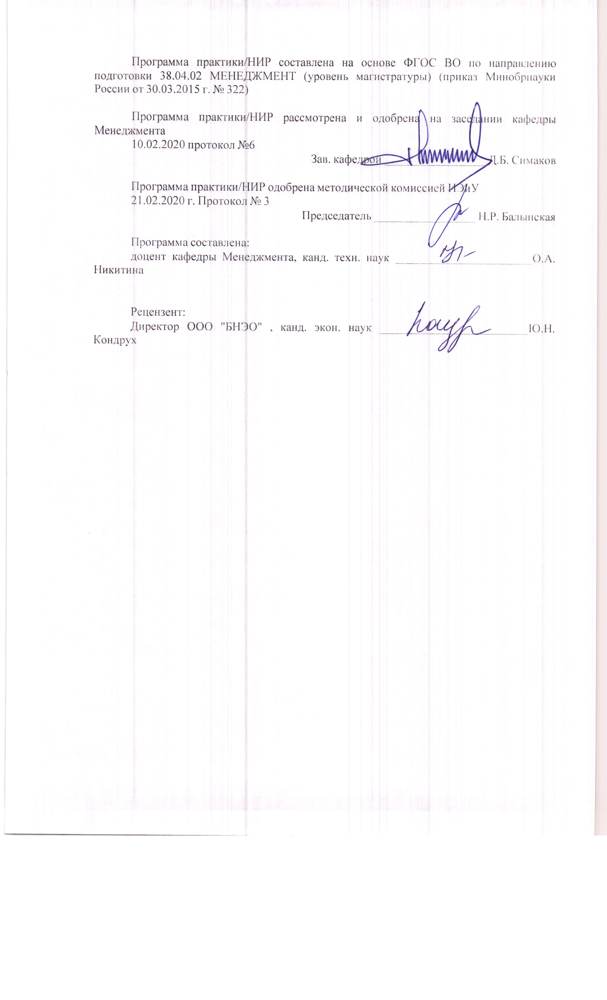 Программа практики/НИР составлена на основе ФГОС ВО по направлению
подготовки 38.04.02 МЕНЕДЖМЕНТ (уровень магистратуры) (приказ Минобрнауки
России от 30.03.2015 г. № 322)
Программа практики/НИР рассмотрена и одобрена на заседании кафедры
Менеджмента
10.02.2020 протокол №6
Зав. кафедрой Д.Б. Симаков
Программа практики/НИР одобрена методической комиссией ИЭиУ
21.02.2020 г. Протокол № 3
Председатель Н.Р. Балынская
Программа составлена:
доцент кафедры Менеджмента, канд. техн. наук О.А.
Никитина
Рецензент:
Директор ООО "БНЭО" , канд. экон. наук Ю.Н.
Кондрух